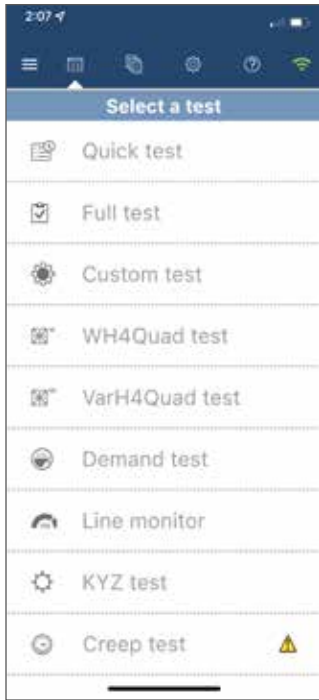 2:07
Select a test
Quick test
Full test
Custom test
WH4Quad test
VarH4Quad test
Demand test
Line monitor
KYZ test
Creep test